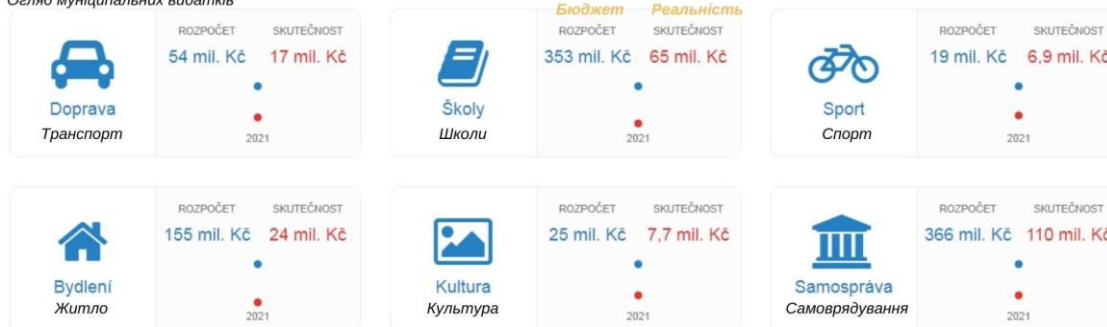 Огляд муніципальних видатків
Бюджет Реальність
ROZPOČET SKUTEČNOST
54 mil. Kč 17 mil. Kč
Doprava
Транспорт
2021
ROZPOČET SKUTEČNOST
353 mil. Kč 65 mil. Kč
Školy
Школи
2021
ROZPOČET SKUTEČNOST
19 mil. Kč 6,9 mil. Kč
Sport
Спорт
2021
ROZPOČET SKUTEČNOST
155 mil. Kč 24 mil. Kč
Bydlení
Житло
2021
ROZPOČET SKUTEČNOST
25 mil. Kč 7,7 mil. Kč
Kultura
Культура
2021
ROZPOČET SKUTEČNOST
366 mil. Kč 110 mil. Kč
Samospráva
Самоврядування
2021